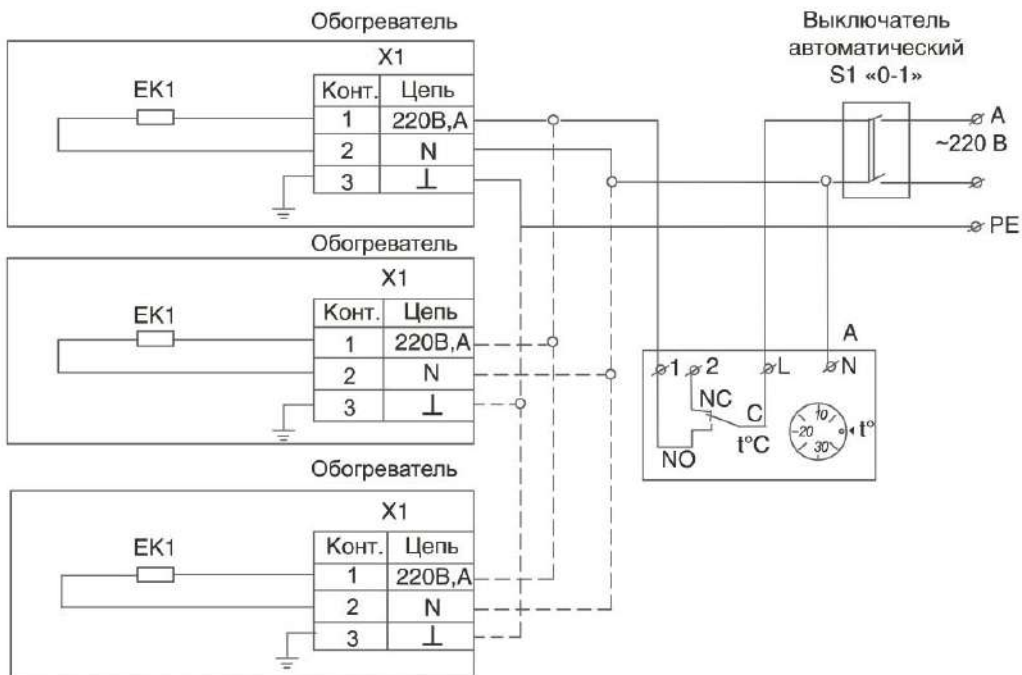 Обогреватель
X1
EK1
Конт. Цепь
1 220В,А
2 N
3 ⊥
Обогреватель
X1
EK1
Конт. Цепь
1 220В,А
2 N
3 ⊥
Обогреватель
X1
EK1
Конт. Цепь
1 220В,А
2 N
3 ⊥
Выключатель
автоматический
S1 «0-1»
A
~220 В
PE
A
1 2 L N
NC
C
t°C
NO
10
20
30
t°